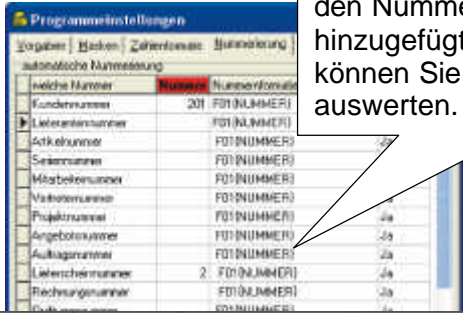 Programmeinstellungen
den Numme
Vorgaben Masken Zahlenformate Nummerierung
hinzugefügt
automatische Nummerierung
können Sie
welche Nummer Nummer Nummernformatie
auswerten.
Kundennummer 201 F01{NUMMER}
Lieferantennummer F01{NUMMER}
Artikelnummer F01{NUMMER} Ja
Seriennummer F01{NUMMER}
Mitarbeiternummer F01{NUMMER}
Vertreternummer F01{NUMMER}
Projektnummer F01{NUMMER} Ja
Angebotsnummer F01{NUMMER} Ja
Auftragsnummer F01{NUMMER} Ja
Lieferscheinnummer 2 F01{NUMMER} Ja
Rechnungsnummer F01{NUMMER} Ja